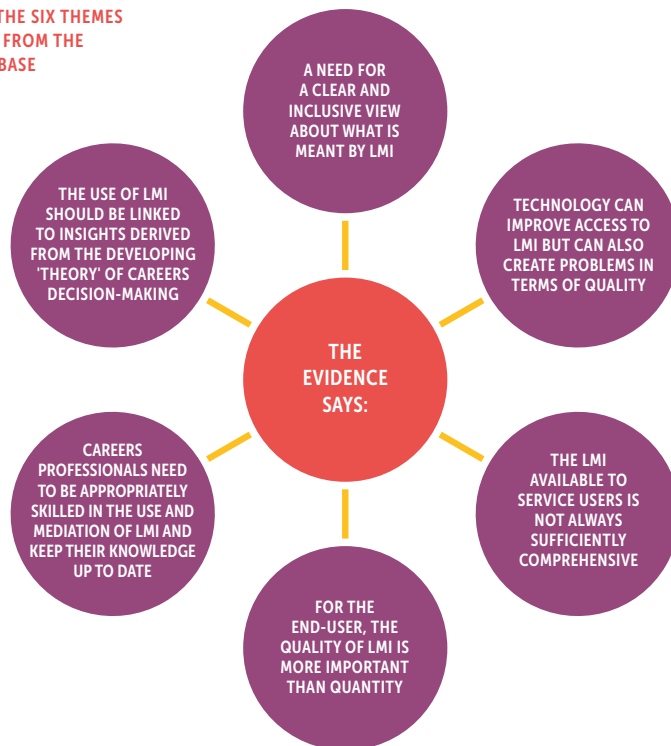 THE SIX THEMES
FROM THE
BASE
A NEED FOR
A CLEAR AND
INCLUSIVE VIEW
ABOUT WHAT IS
MEANT BY LMI
TECHNOLOGY CAN
IMPROVE ACCESS TO
LMI BUT CAN ALSO
CREATE PROBLEMS IN
TERMS OF QUALITY
THE LMI
AVAILABLE TO
SERVICE USERS IS
NOT ALWAYS
SUFFICIENTLY
COMPREHENSIVE
FOR THE
END-USER, THE
QUALITY OF LMI IS
MORE IMPORTANT
THAN QUANTITY
CAREERS
PROFESSIONALS NEED
TO BE APPROPRIATELY
SKILLED IN THE USE AND
MEDIATION OF LMI AND
KEEP THEIR KNOWLEDGE
UP TO DATE
THE USE OF LMI
SHOULD BE LINKED
TO INSIGHTS DERIVED
FROM THE DEVELOPING
'THEORY' OF CAREERS
DECISION-MAKING
THE
EVIDENCE
SAYS: